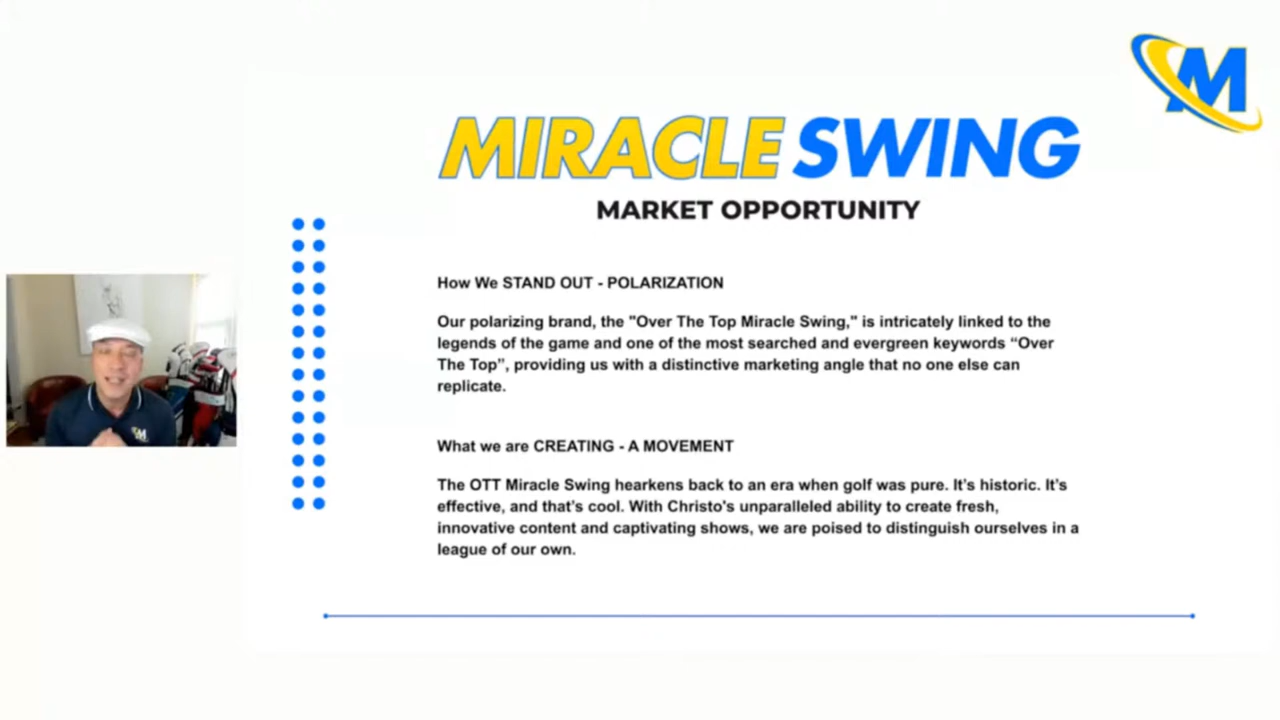 M
MIRACLE SWING
MARKET OPPORTUNITY
How We STAND OUT - POLARIZATION
Our polarizing brand, the "Over The Top Miracle Swing," is intricately linked to the
legends of the game and one of the most searched and evergreen keywords “Over
The Top”, providing us with a distinctive marketing angle that no one else can
replicate.
What we are CREATING - A MOVEMENT
The OTT Miracle Swing hearkens back to an era when golf was pure. It’s historic. It’s
effective, and that’s cool. With Christo's unparalleled ability to create fresh,
innovative content and captivating shows, we are poised to distinguish ourselves in a
league of our own.
M